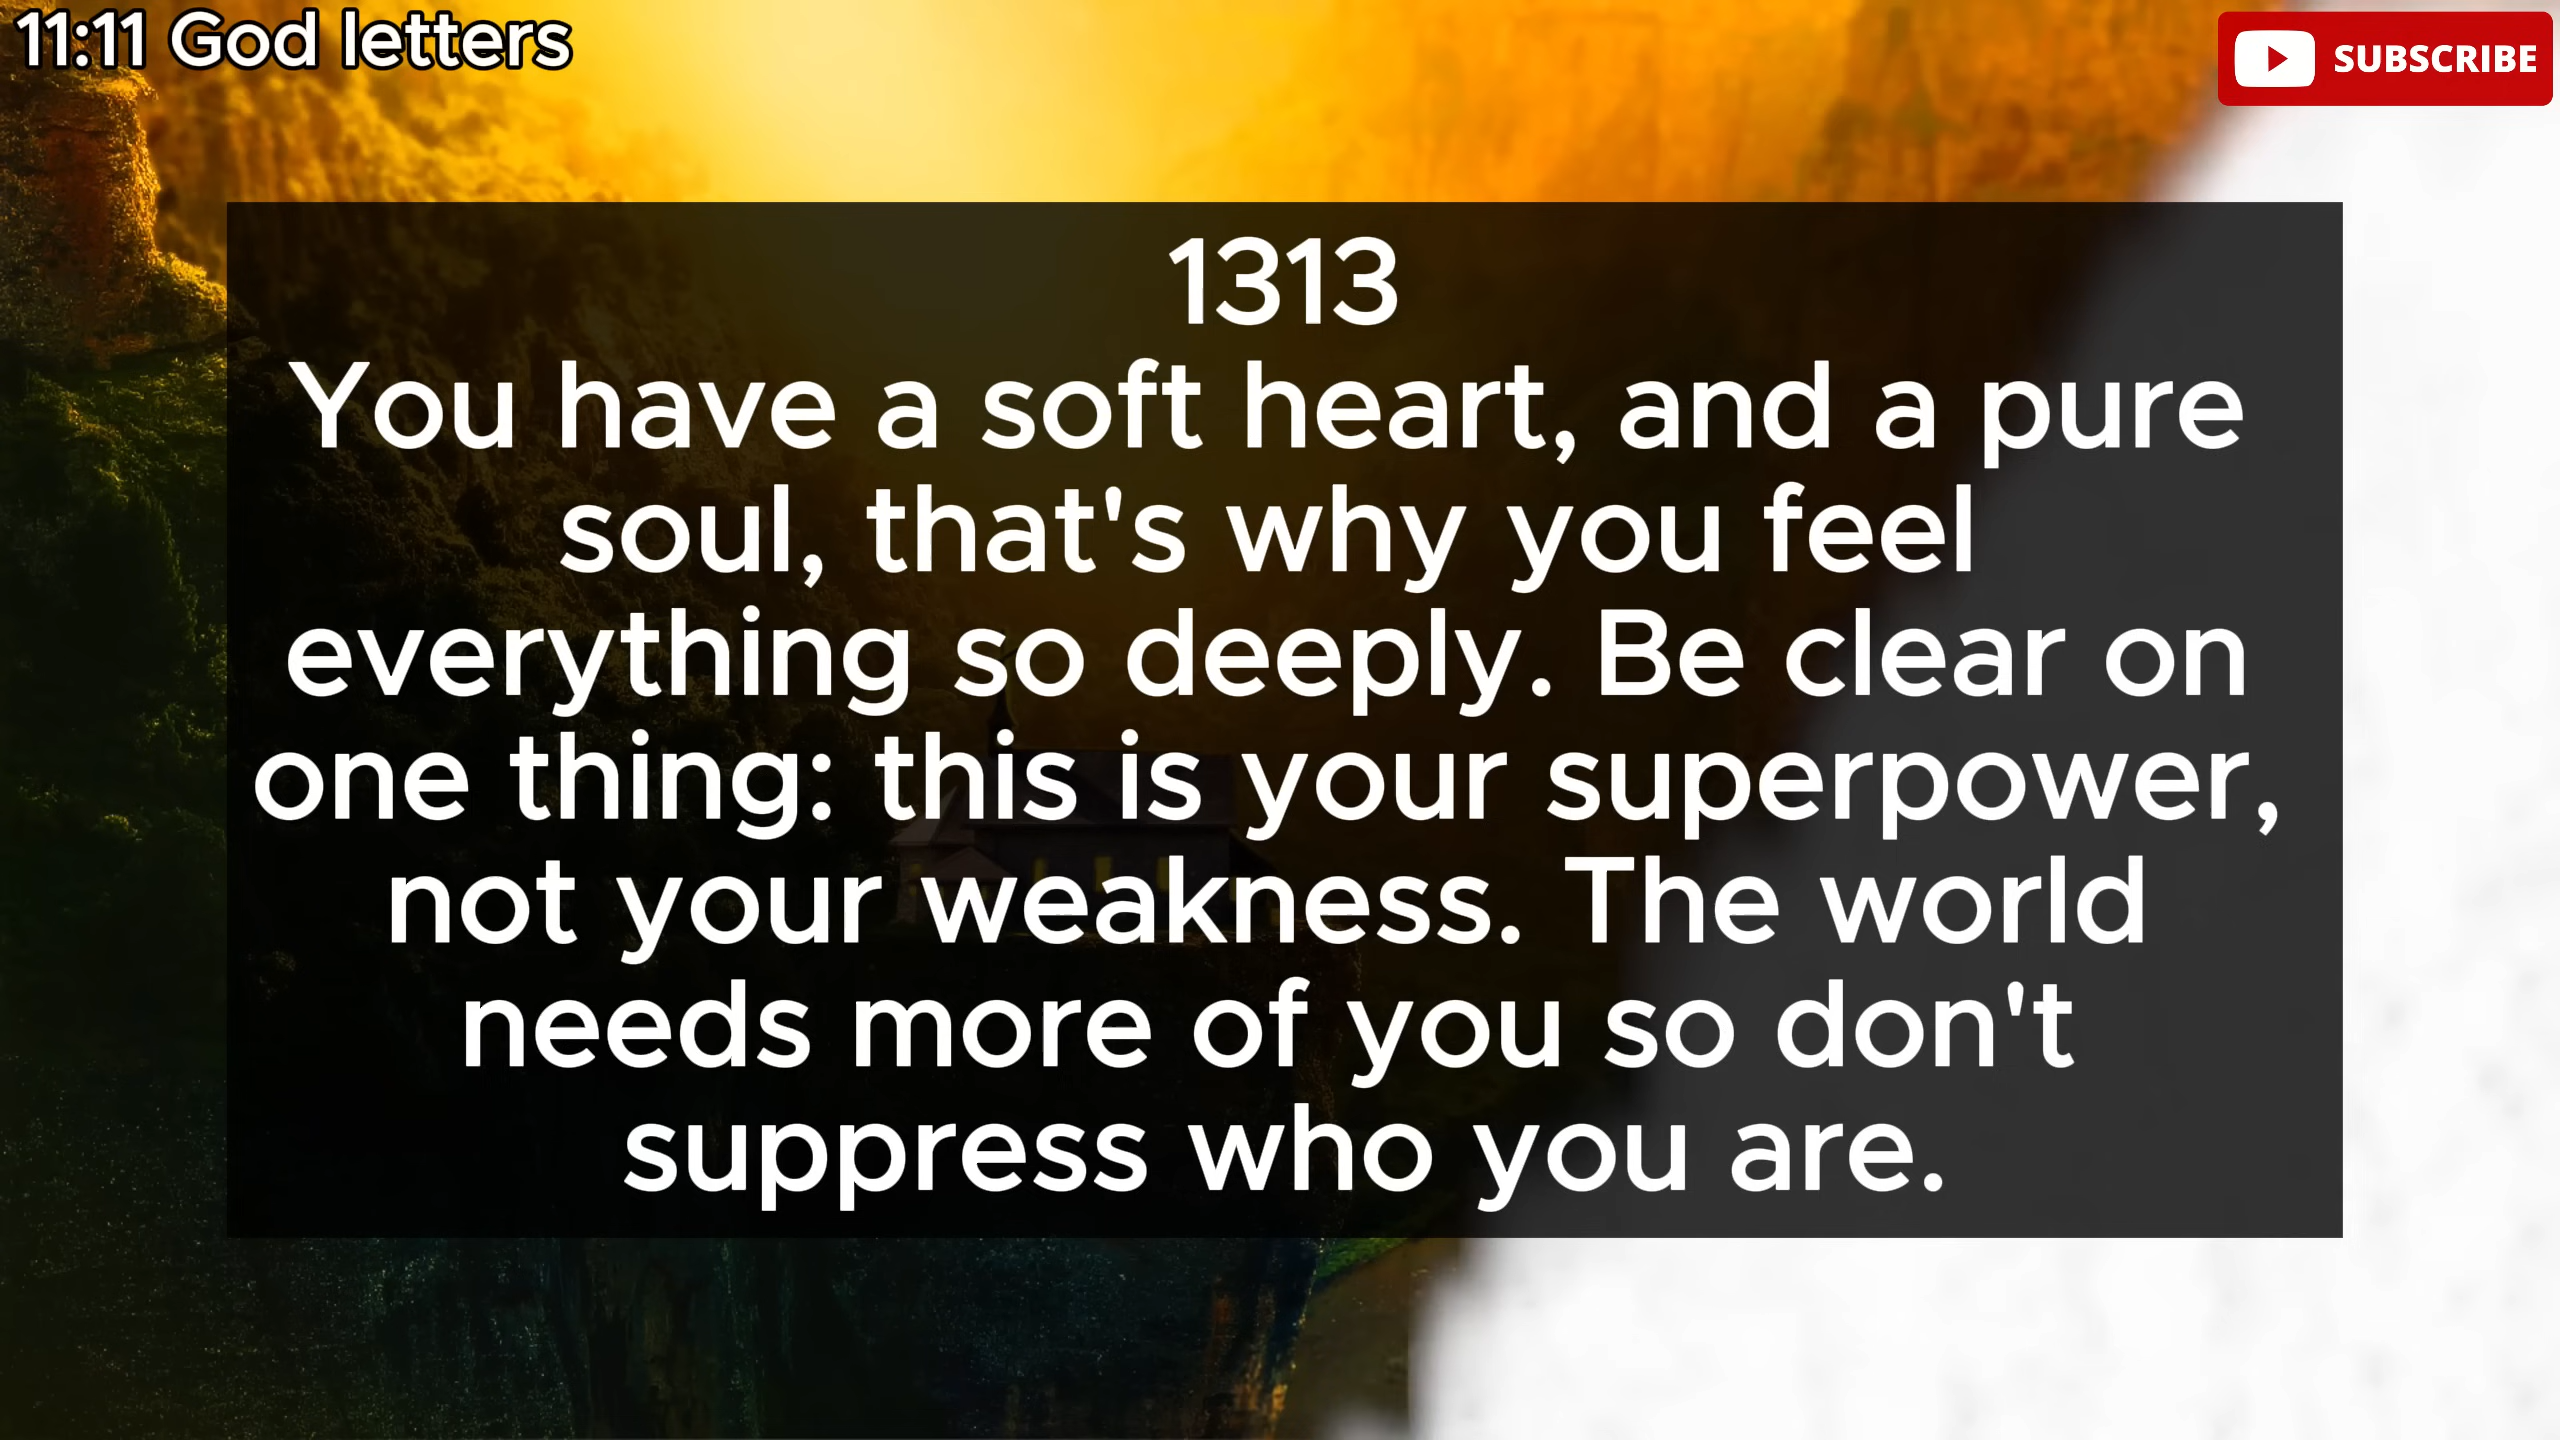 11:11 God letters
SUBSCRIBE
1313
You have a soft heart, and a pure
soul, that's why you feel
everything so deeply. Be clear on
one thing: this is your superpower,
not your weakness. The world
needs more of you so don't
suppress who you are.